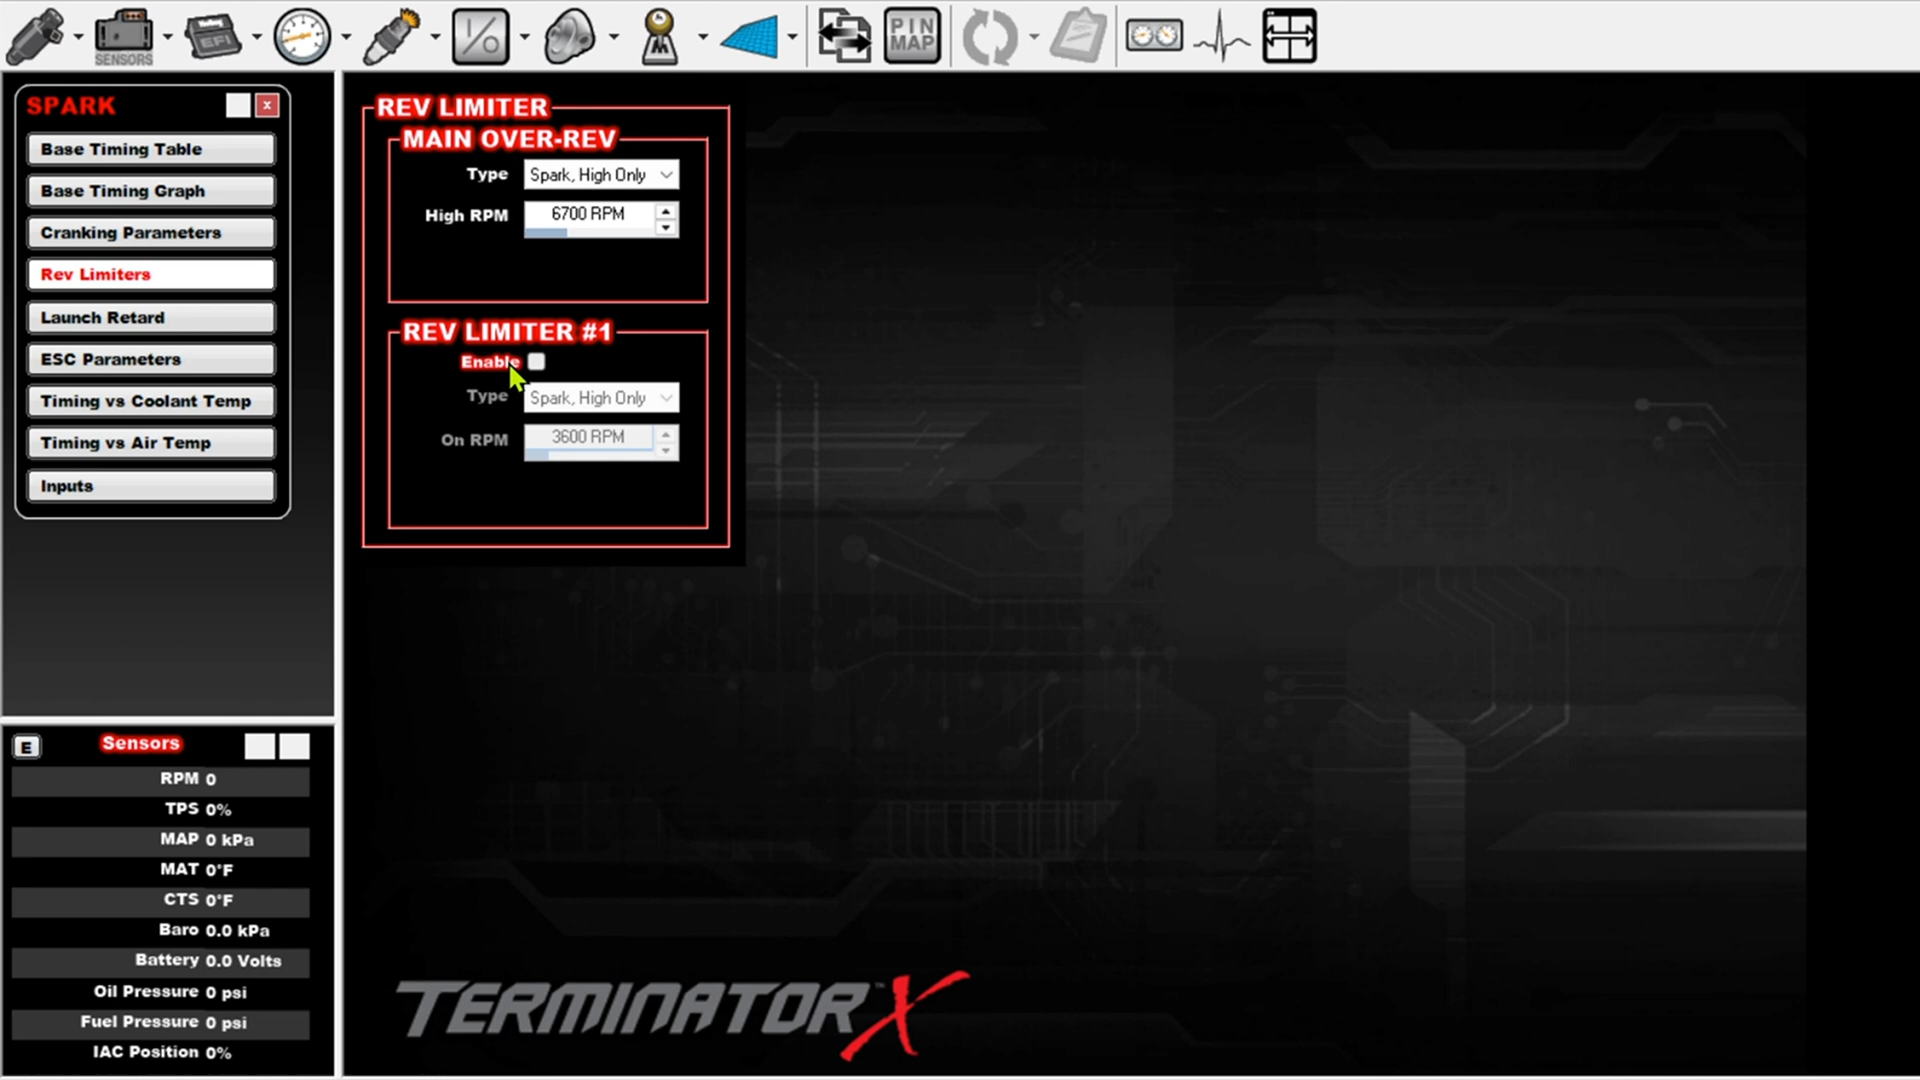 SENSORS
EFI
I/O
PIN
MAP
SPARK
x
Base Timing Table
Base Timing Graph
Cranking Parameters
Rev Limiters
Launch Retard
ESC Parameters
Timing vs Coolant Temp
Timing vs Air Temp
Inputs
REV LIMITER
MAIN OVER-REV
Type Spark, High Only
High RPM 6700 RPM
REV LIMITER #1
Enable
Type Spark, High Only
On RPM 3600 RPM
E Sensors
RPM 0
TPS 0%
MAP 0 kPa
MAT 0°F
CTS 0°F
Baro 0.0 kPa
Battery 0.0 Volts
Oil Pressure 0 psi
Fuel Pressure 0 psi
IAC Position 0%
TERMINATOR X